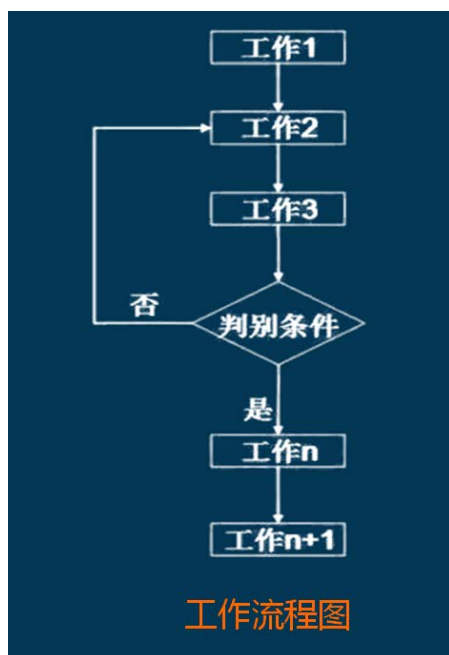 工作1
工作2
工作3
否
判别条件
是
工作n
工作n+1
工作流程图